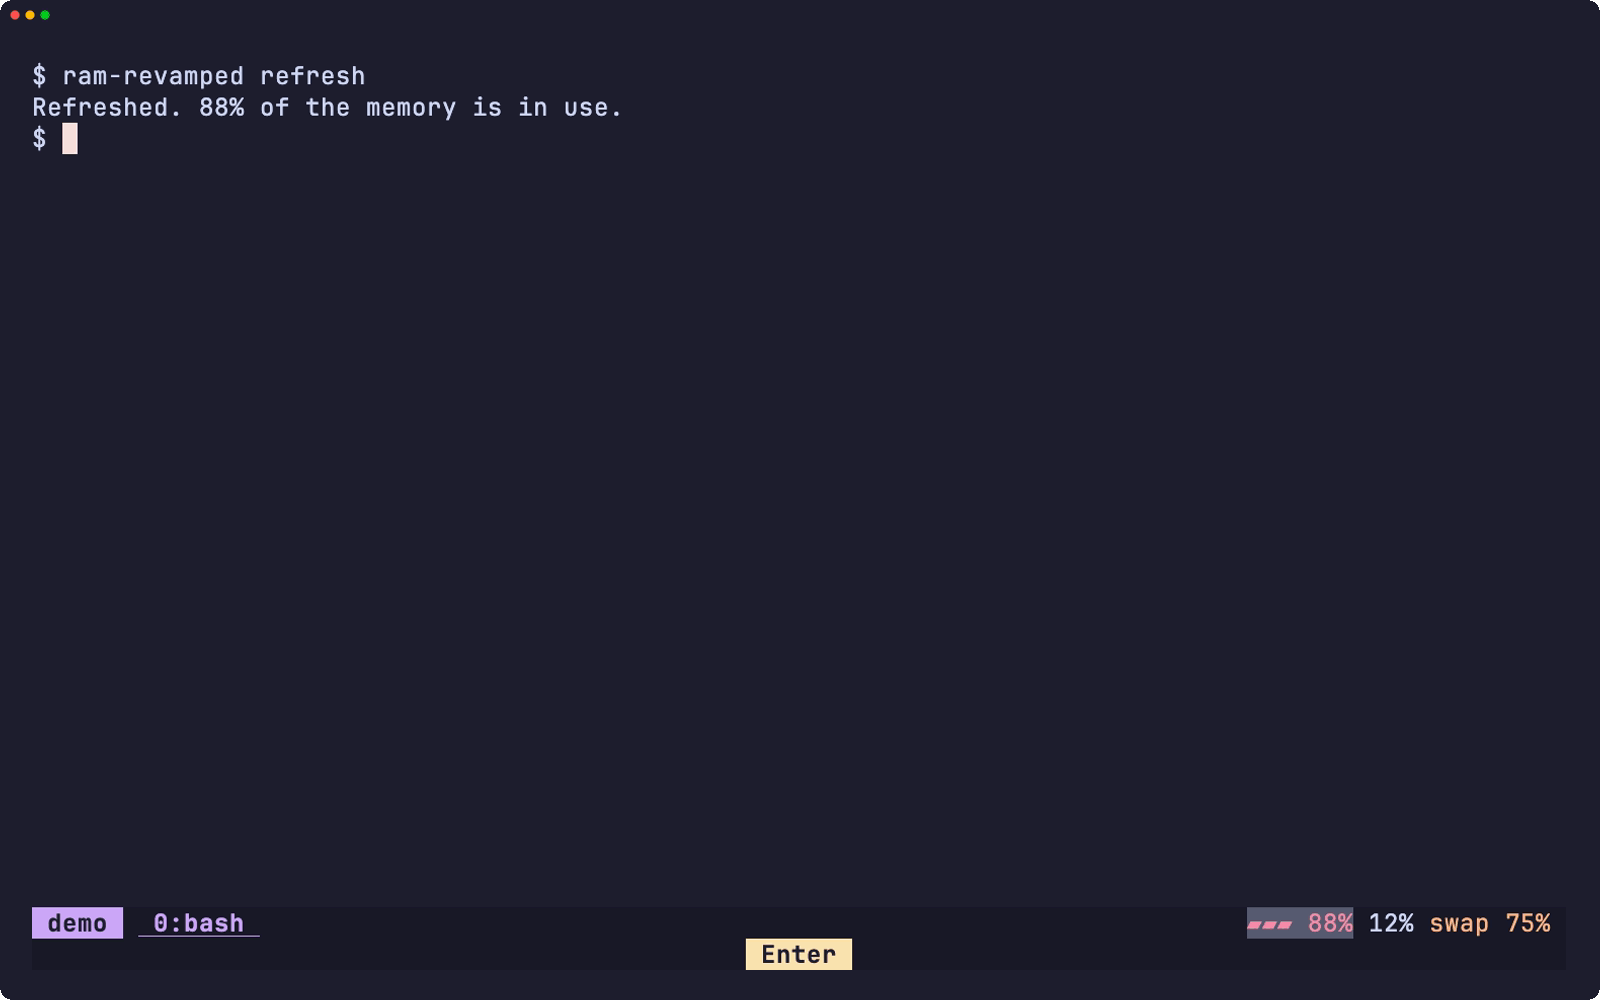 $ ram-revamped refresh
Refreshed. 88% of the memory is in use.
$
demo 0:bash ▰▰▰ 88% 12% swap 75%
Enter